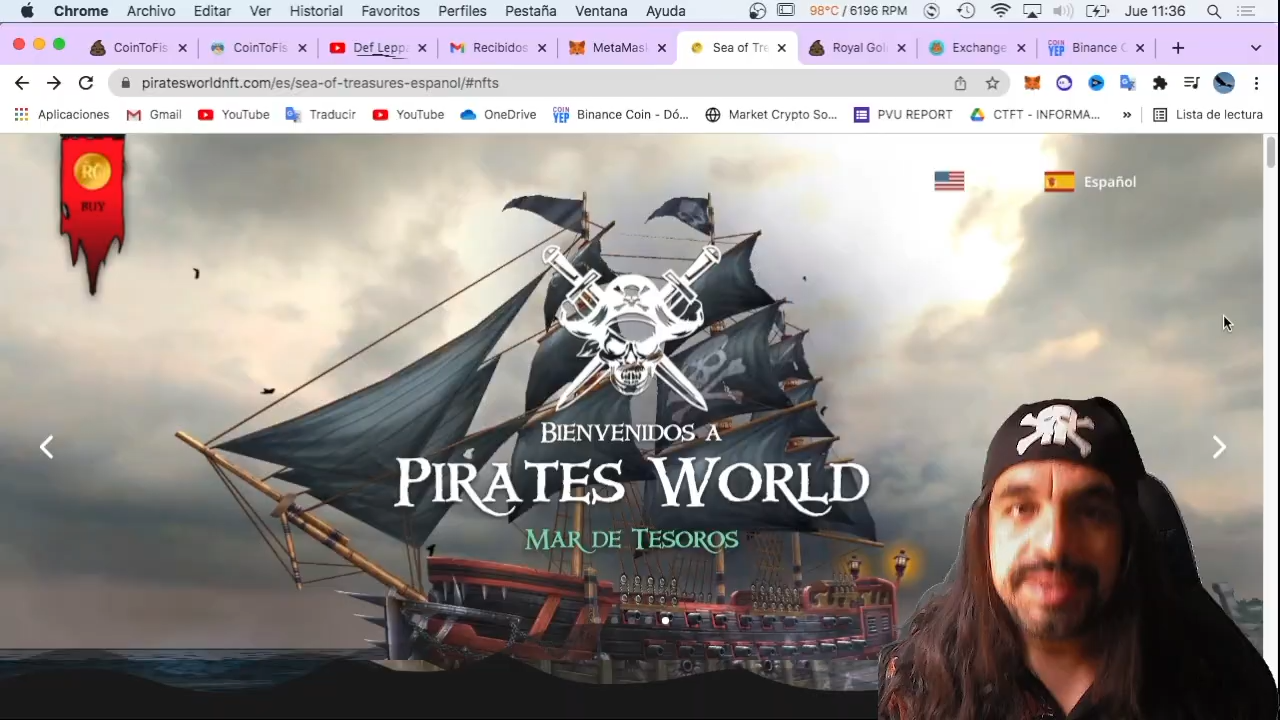 Chrome Archivo Editar Ver Historial Favoritos Perfiles Pestaña Ventana Ayuda 98°C / 6196 RPM Jue 11:36
CoinToFis Coin​ToFis Def Lepp Recibidos MetaMas Sea of Tre Royal Gol Exchange Binance C
piratesworldnft.com/es/sea-of-treasures-espanol/#nfts
Aplicaciones Gmail YouTube Traducir YouTube OneDrive Binance Coin - Dó... Market Crypto So... PVU REPORT CTFT - INFORMA... » Lista de lectura
RG
BUY
Español
Bienvenidos a
Pirates World
Mar de Tesoros